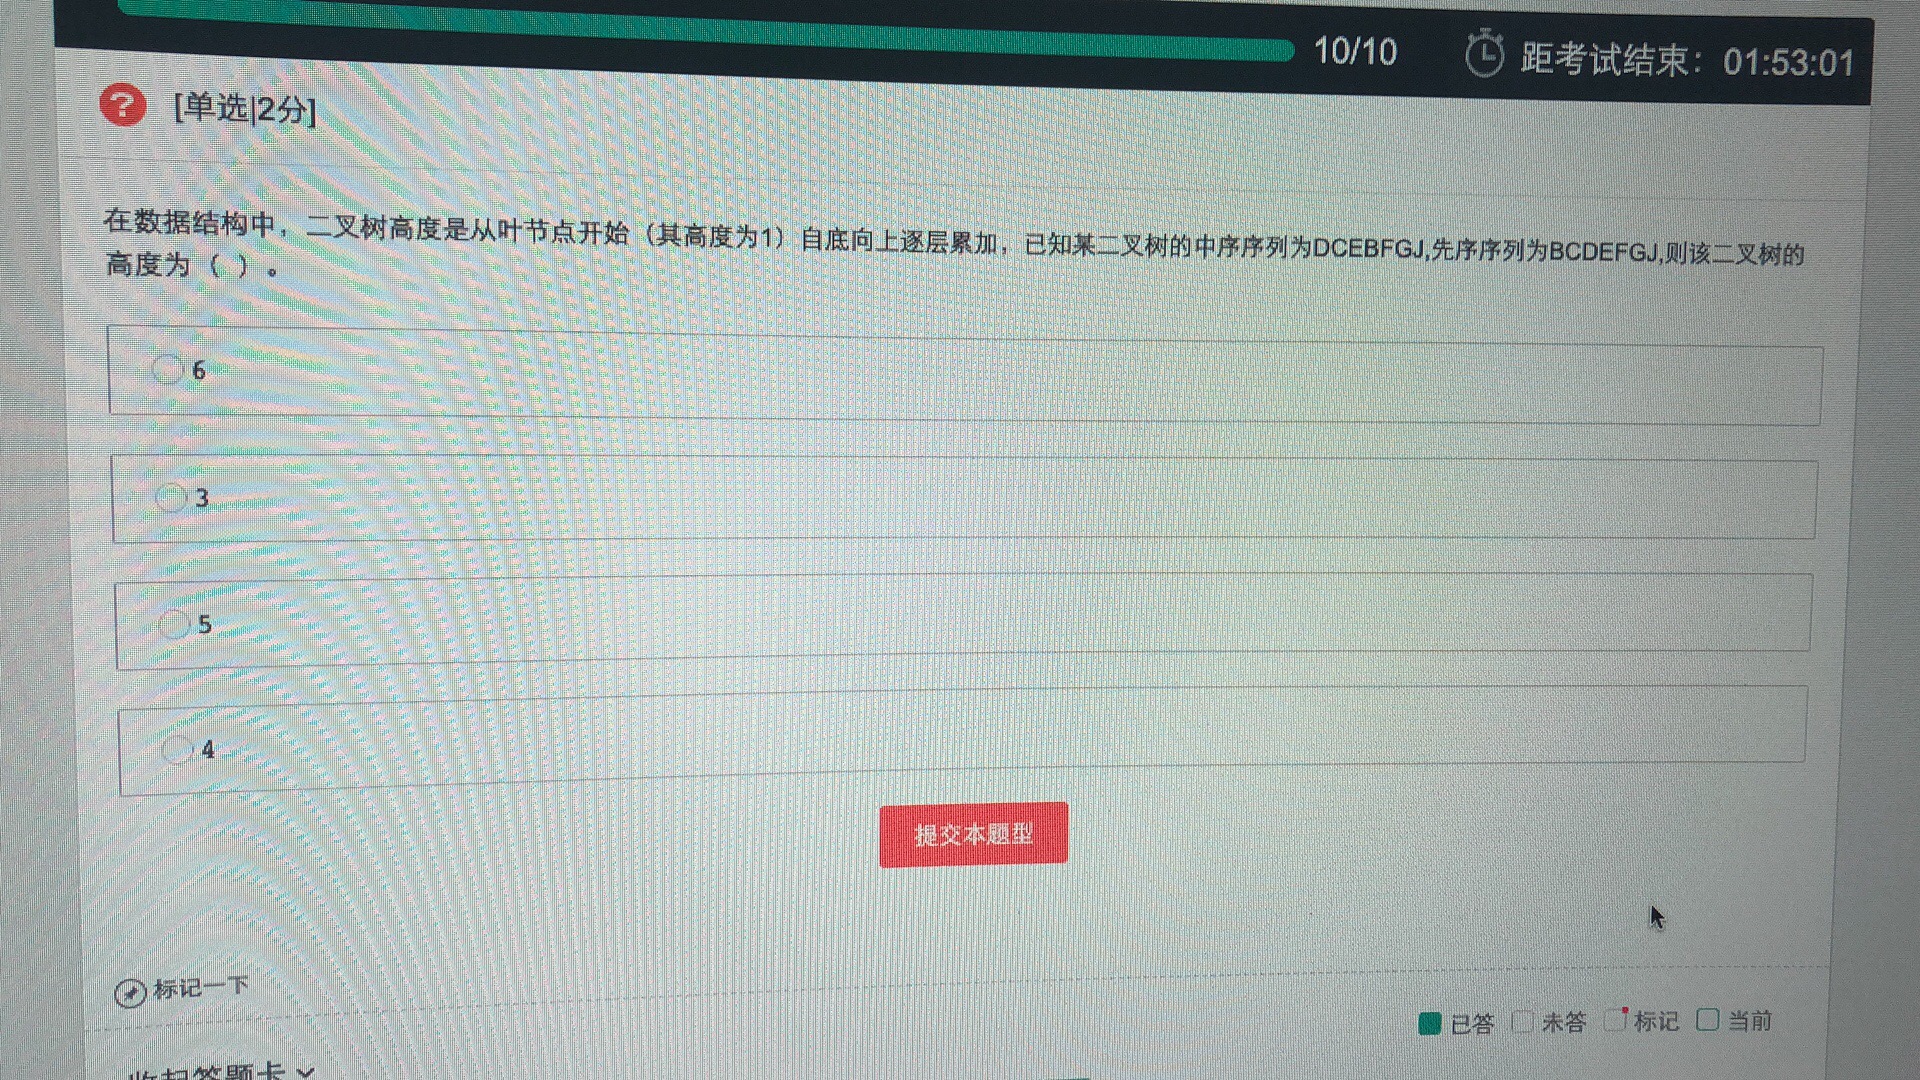 10/10
距考试结束：01:53:01
[单选|2分]
在数据结构中，二叉树高度是从叶节点开始（其高度为1）自底向上逐层累加，已知某二叉树的中序序列为DCEBFGJ,先序序列为BCDEFGJ,则该二叉树的
高度为（ ）。
6
3
5
4
提交本题型
标记一下
已答 未答 标记 当前
收起答题卡